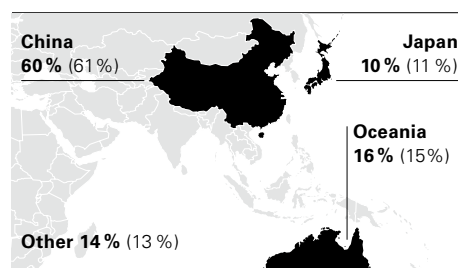 China
60 % (61 %)
Japan
10 % (11 %)
Oceania
16 % (15%)
Other 14 % (13 %)